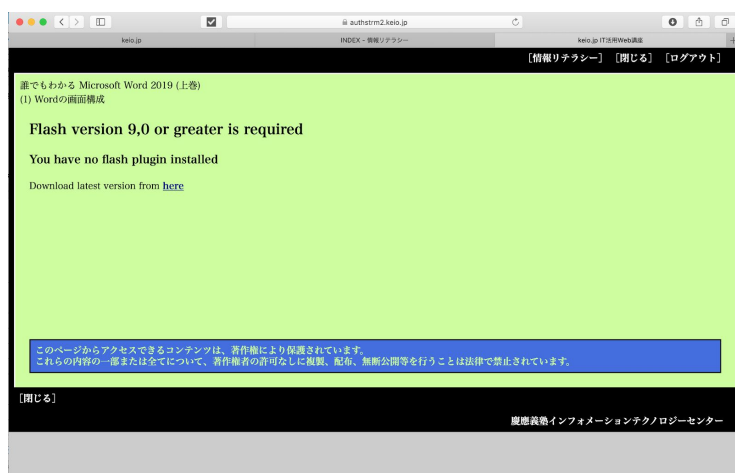 authstrm2.keio.jp
keio.jp
INDEX - 情報リテラシー
keio.jp IT活用Web講座
[情報リテラシー] [閉じる] [ログアウト]
誰でもわかる Microsoft Word 2019 (上巻)
(1) Wordの画面構成
Flash version 9,0 or greater is required
You have no flash plugin installed
Download latest version from here
このページからアクセスできるコンテンツは、著作権により保護されています。
これらの内容の一部または全てについて、著作権者の許可なしに複製、配布、無断公開等を行うことは法律で禁止されています。
[閉じる]
慶應義塾インフォメーションテクノロジーセンター